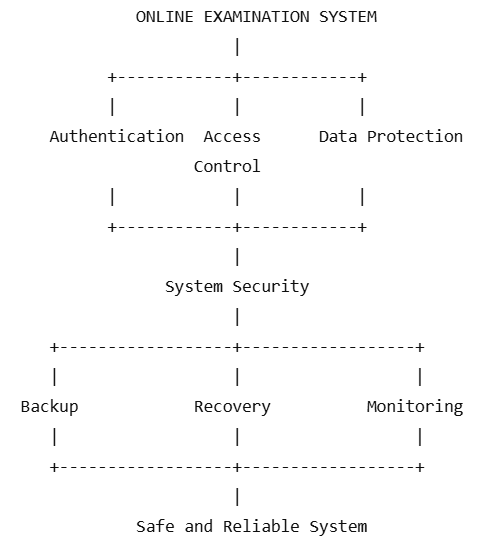 ONLINE EXAMINATION SYSTEM
|
+------------+------------+
| | |
Authentication Access Data Protection
Control
| | |
+------------+------------+
|
System Security
|
+------------------+------------------+
| | |
Backup Recovery Monitoring
| | |
+------------------+------------------+
|
Safe and Reliable System